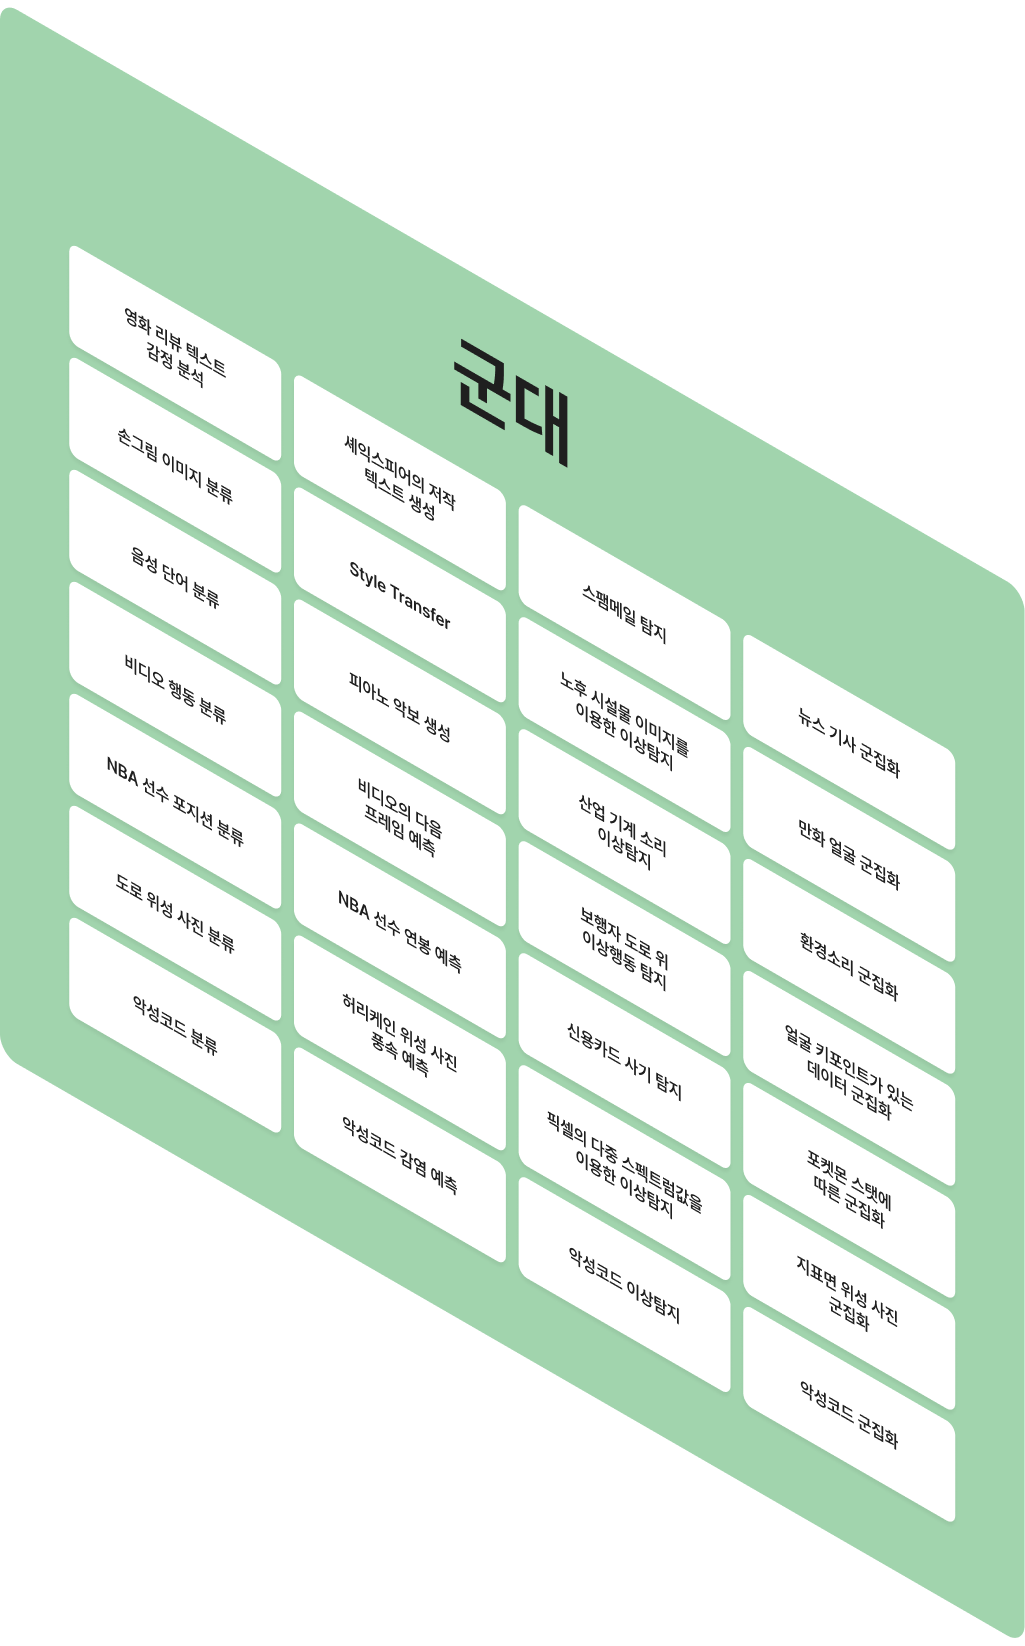 군대
영화 리뷰 텍스트
감정 분석
손그림 이미지 분류
음성 단어 분류
비디오 행동 분류
NBA 선수 포지션 분류
도로 위성 사진 분류
악성코드 분류
셰익스피어의 저작
텍스트 생성
Style Transfer
피아노 악보 생성
비디오의 다음
프레임 예측
NBA 선수 연봉 예측
허리케인 위성 사진
풍속 예측
악성코드 감염 예측
스팸메일 탐지
노후 시설물 이미지를
이용한 이상탐지
산업 기계 소리
이상탐지
보행자 도로 위
이상행동 탐지
신용카드 사기 탐지
픽셀의 다중 스펙트럼값을
이용한 이상탐지
악성코드 이상탐지
뉴스 기사 군집화
만화 얼굴 군집화
환경소리 군집화
얼굴 키포인트가 있는
데이터 군집화
포켓몬 스탯에
따른 군집화
지표면 위성 사진
군집화
악성코드 군집화